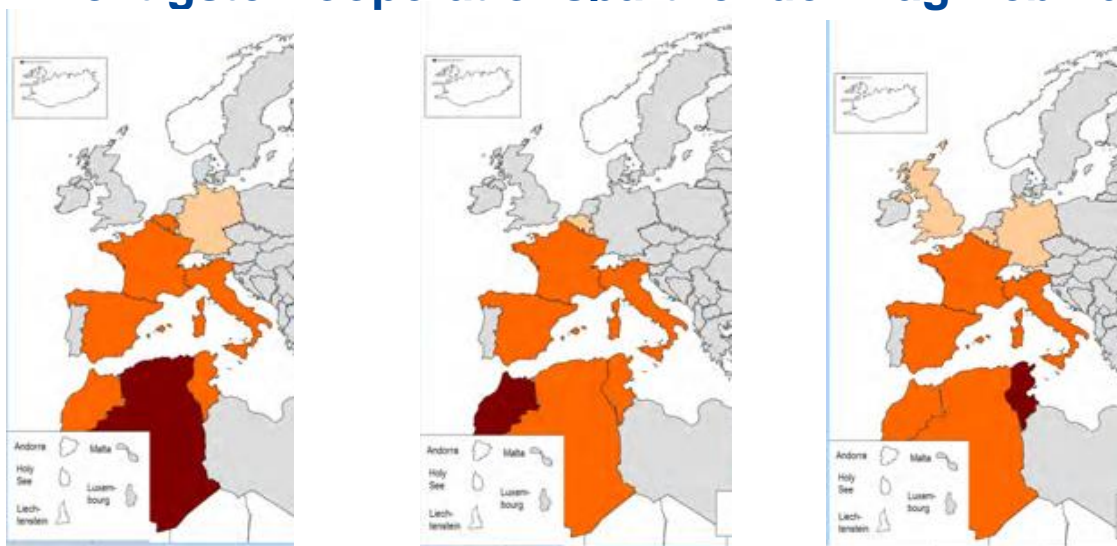 Andorra
Malta
Holy
See
Luxem-
bourg
Liech-
tenstein
Andorra
Malta
Holy
See
Luxem-
bourg
Liech-
tenstein
Andorra
Malta
Holy
See
Luxem-
bourg
Liech-
tenstein